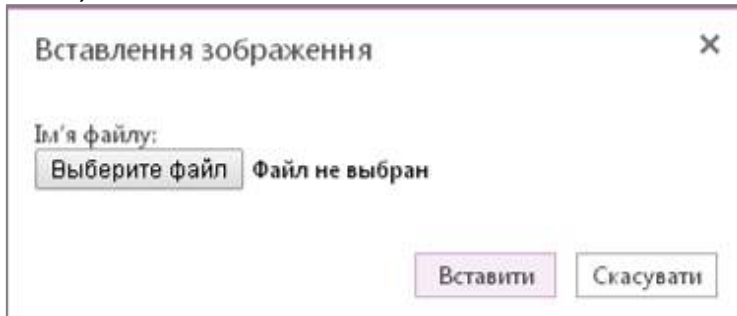 Вставлення зображення
Ім'я файлу:
Выберите файл Файл не выбран
Вставити Скасувати